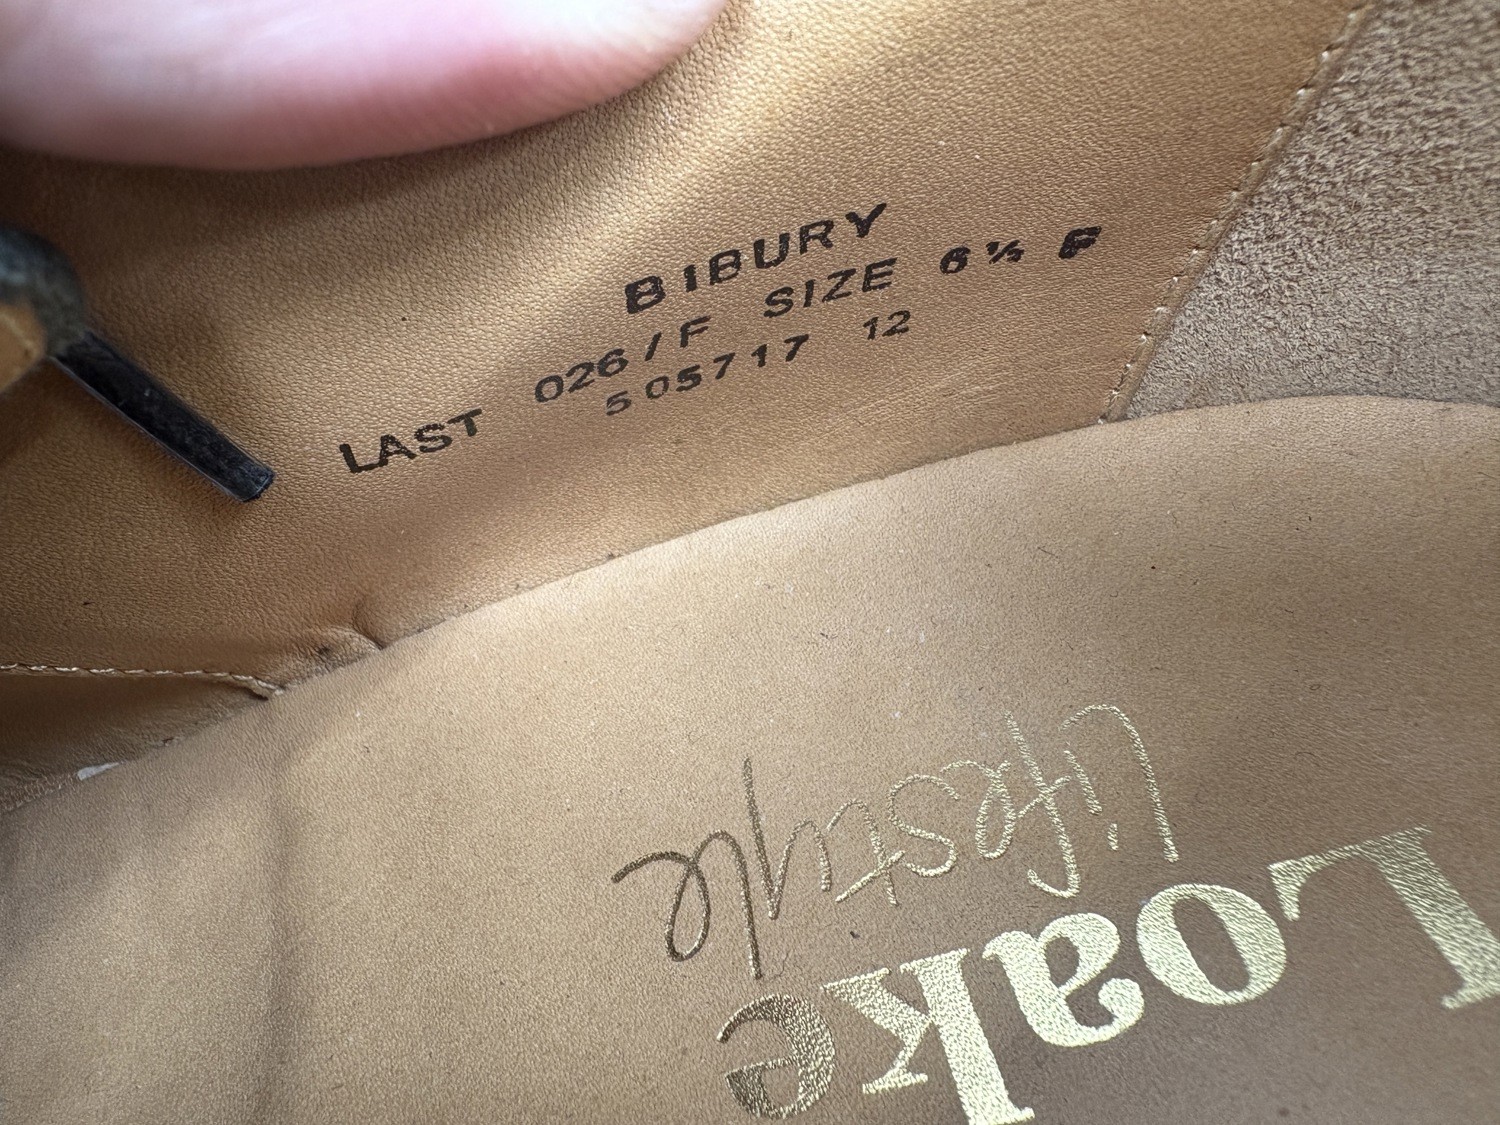 BIBURY
LAST 026/F SIZE 6½ F
505717 12
Loake
Lifestyle